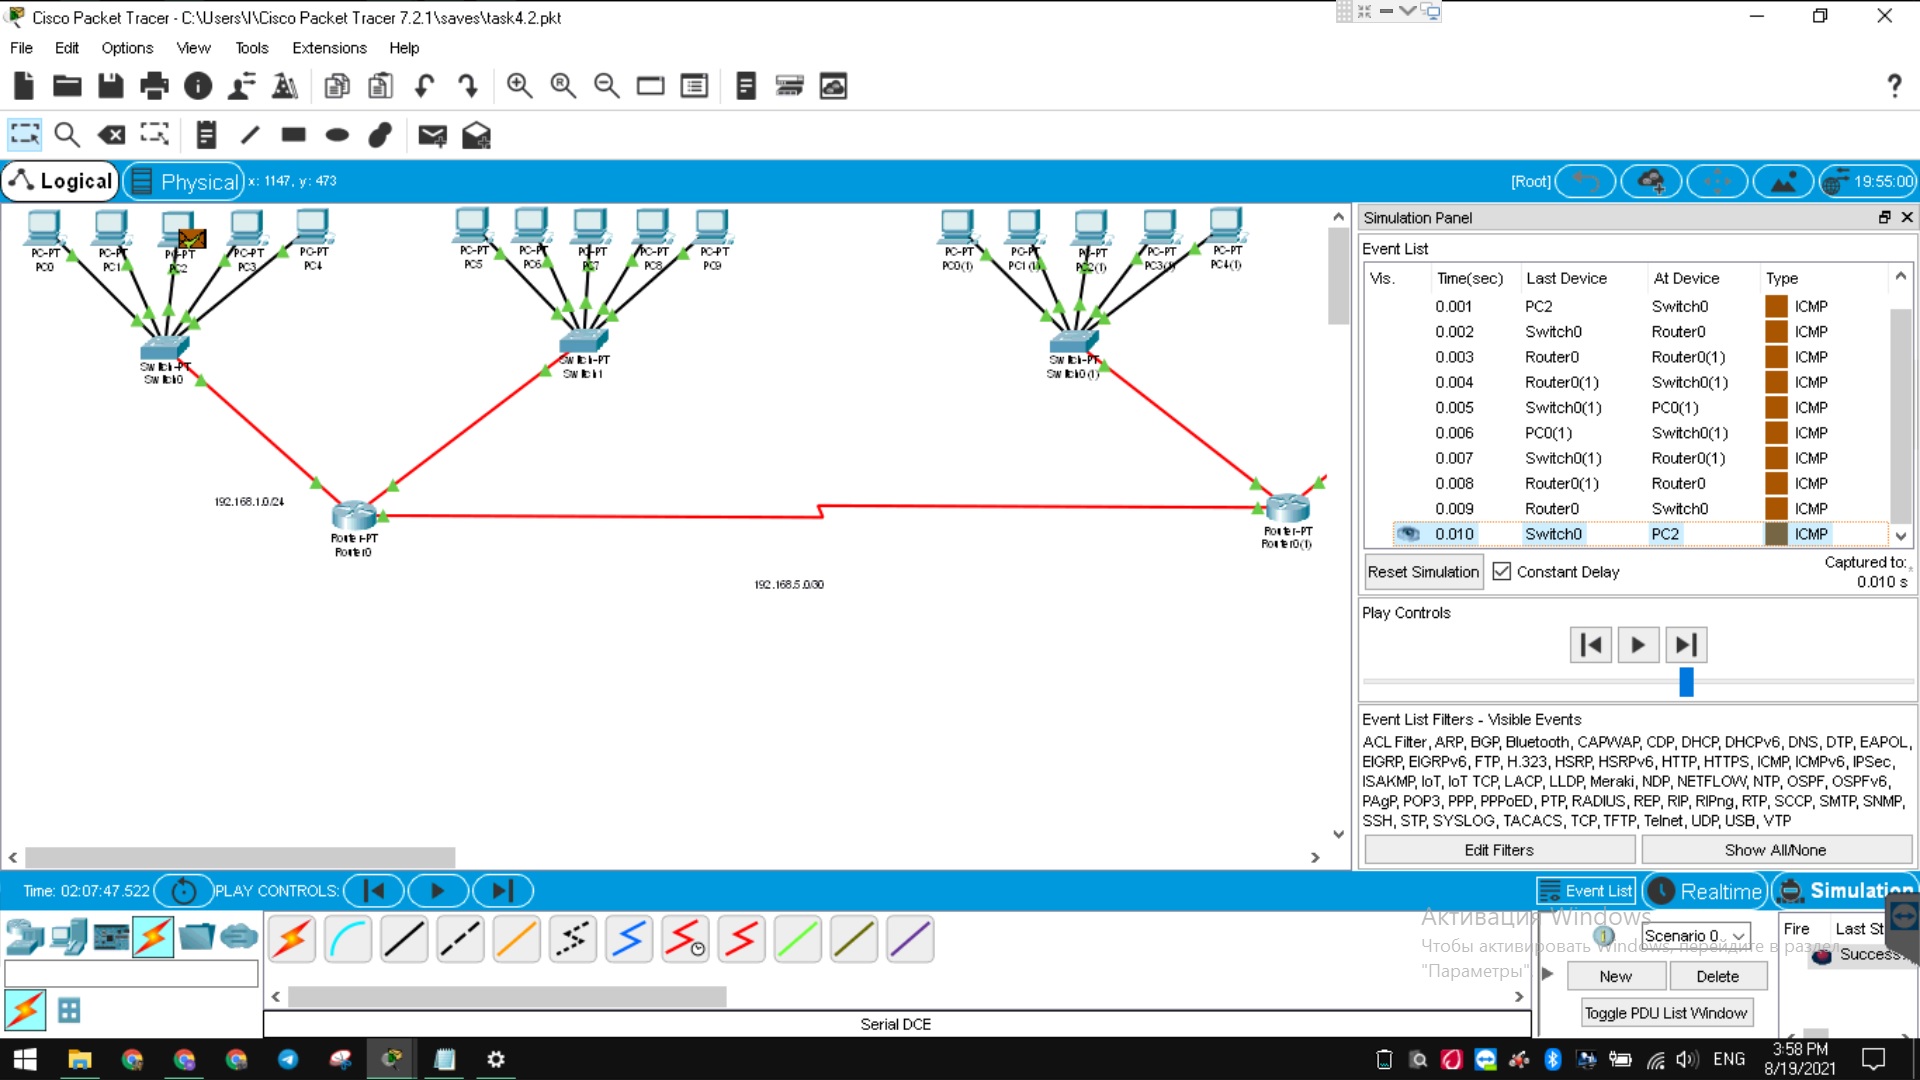 Cisco Packet Tracer - C:\Users\I\Cisco Packet Tracer 7.2.1\saves\task4.2.pkt
File Edit Options View Tools Extensions Help
Logical Physical x: 1147, y: 473 [Root] 19:55:00
PC-PT PC-PT PC-PT PC-PT PC-PT
PC0 PC1 PC2 PC3 PC4
PC-PT PC-PT PC-PT PC-PT PC-PT
PC5 PC6 PC7 PC8 PC9
PC-PT PC-PT PC-PT PC-PT PC-PT
PC0(1) PC1(1) PC2(1) PC3(1) PC4(1)
Switch-PT
Switch0
Switch-PT
Switch1
Switch-PT
Switch0(1)
192.168.1.0/24
Router-PT
Router0
Router-PT
Router0(1)
192.168.5.0/30
Simulation Panel
Event List
Vis. Time(sec) Last Device At Device Type
0.001 PC2 Switch0 ICMP
0.002 Switch0 Router0 ICMP
0.003 Router0 Router0(1) ICMP
0.004 Router0(1) Switch0(1) ICMP
0.005 Switch0(1) PC0(1) ICMP
0.006 PC0(1) Switch0(1) ICMP
0.007 Switch0(1) Router0(1) ICMP
0.008 Router0(1) Router0 ICMP
0.009 Router0 Switch0 ICMP
0.010 Switch0 PC2 ICMP
Reset Simulation Constant Delay Captured to:
0.010 s
Play Controls
Event List Filters - Visible Events
ACL Filter, ARP, BGP, Bluetooth, CAPWAP, CDP, DHCP, DHCPv6, DNS, DTP, EAPOL,
EIGRP, EIGRPv6, FTP, H.323, HSRP, HSRPv6, HTTP, HTTPS, ICMP, ICMPv6, IPSec,
ISAKMP, IoT, IoT TCP, LACP, LLDP, Meraki, NDP, NETFLOW, NTP, OSPF, OSPFv6,
PAgP, POP3, PPP, PPPoED, PTP, RADIUS, REP, RIP, RIPng, RTP, SCCP, SMTP, SNMP,
SSH, STP, SYSLOG, TACACS, TCP, TFTP, Telnet, UDP, USB, VTP
Edit Filters Show All/None
Time: 02:07:47.522 PLAY CONTROLS: Event List Realtime Simulation
Активация Windows
Чтобы активировать Windows, перейдите в раздел
"Параметры"
Scenario 0 Fire Last St
Success
New Delete
Toggle PDU List Window
Serial DCE
ENG 3:58 PM
8/19/2021